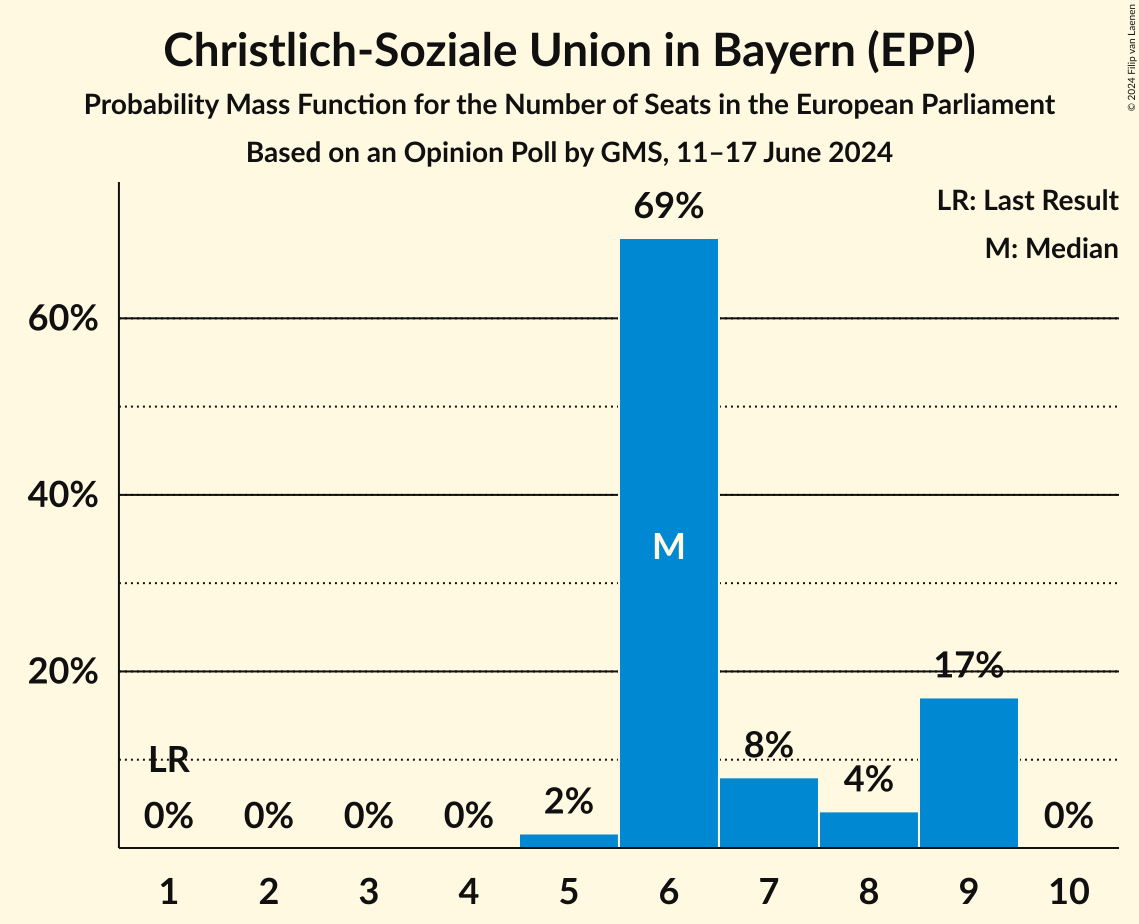 Christlich-Soziale Union in Bayern (EPP)
Probability Mass Function for the Number of Seats in the European Parliament
Based on an Opinion Poll by GMS, 11–17 June 2024
© 2024 Filip van Laenen
LR: Last Result
M: Median
69%
60%
40%
M
20%
17%
LR
8%
4%
2%
0% 0% 0% 0% 0%
1 2 3 4 5 6 7 8 9 10